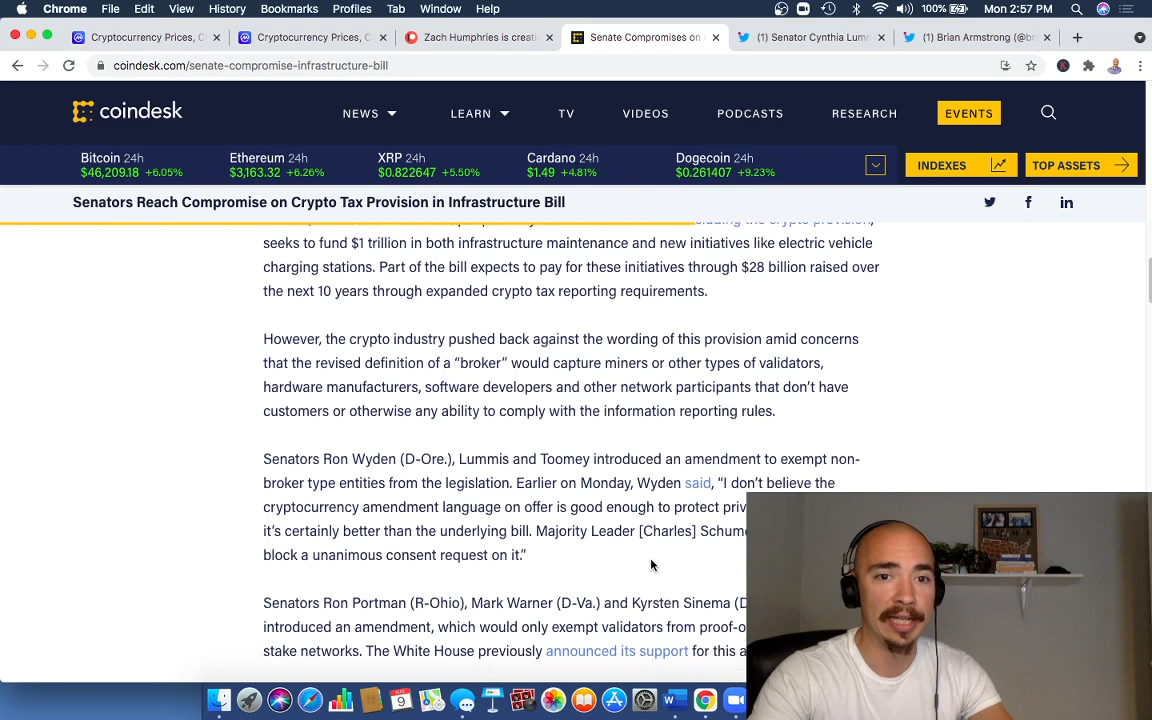 Chrome File Edit View History Bookmarks Profiles Tab Window Help 100% Mon 2:57 PM
Cryptocurrency Prices, C
Cryptocurrency Prices, C
Zach Humphries is creati
Senate Compromises on
(1) Senator Cynthia Lum
(1) Brian Armstrong (@br
coindesk.com/senate-compromise-infrastructure-bill
coindesk NEWS LEARN TV VIDEOS PODCASTS RESEARCH EVENTS
Bitcoin 24h
$46,209.18 +6.05%
Ethereum 24h
$3,163.32 +6.26%
XRP 24h
$0.822647 +5.50%
Cardano 24h
$1.49 +4.81%
Dogecoin 24h
$0.261407 +9.23%
INDEXES
TOP ASSETS
Senators Reach Compromise on Crypto Tax Provision in Infrastructure Bill
the crypto provision,
seeks to fund $1 trillion in both infrastructure maintenance and new initiatives like electric vehicle
charging stations. Part of the bill expects to pay for these initiatives through $28 billion raised over
the next 10 years through expanded crypto tax reporting requirements.
However, the crypto industry pushed back against the wording of this provision amid concerns
that the revised definition of a “broker” would capture miners or other types of validators,
hardware manufacturers, software developers and other network participants that don’t have
customers or otherwise any ability to comply with the information reporting rules.
Senators Ron Wyden (D-Ore.), Lummis and Toomey introduced an amendment to exempt non-
broker type entities from the legislation. Earlier on Monday, Wyden said, “I don’t believe the
cryptocurrency amendment language on offer is good enough to protect priv
it’s certainly better than the underlying bill. Majority Leader [Charles] Schum
block a unanimous consent request on it.”
Senators Ron Portman (R-Ohio), Mark Warner (D-Va.) and Kyrsten Sinema (D
introduced an amendment, which would only exempt validators from proof-o
stake networks. The White House previously announced its support for this a